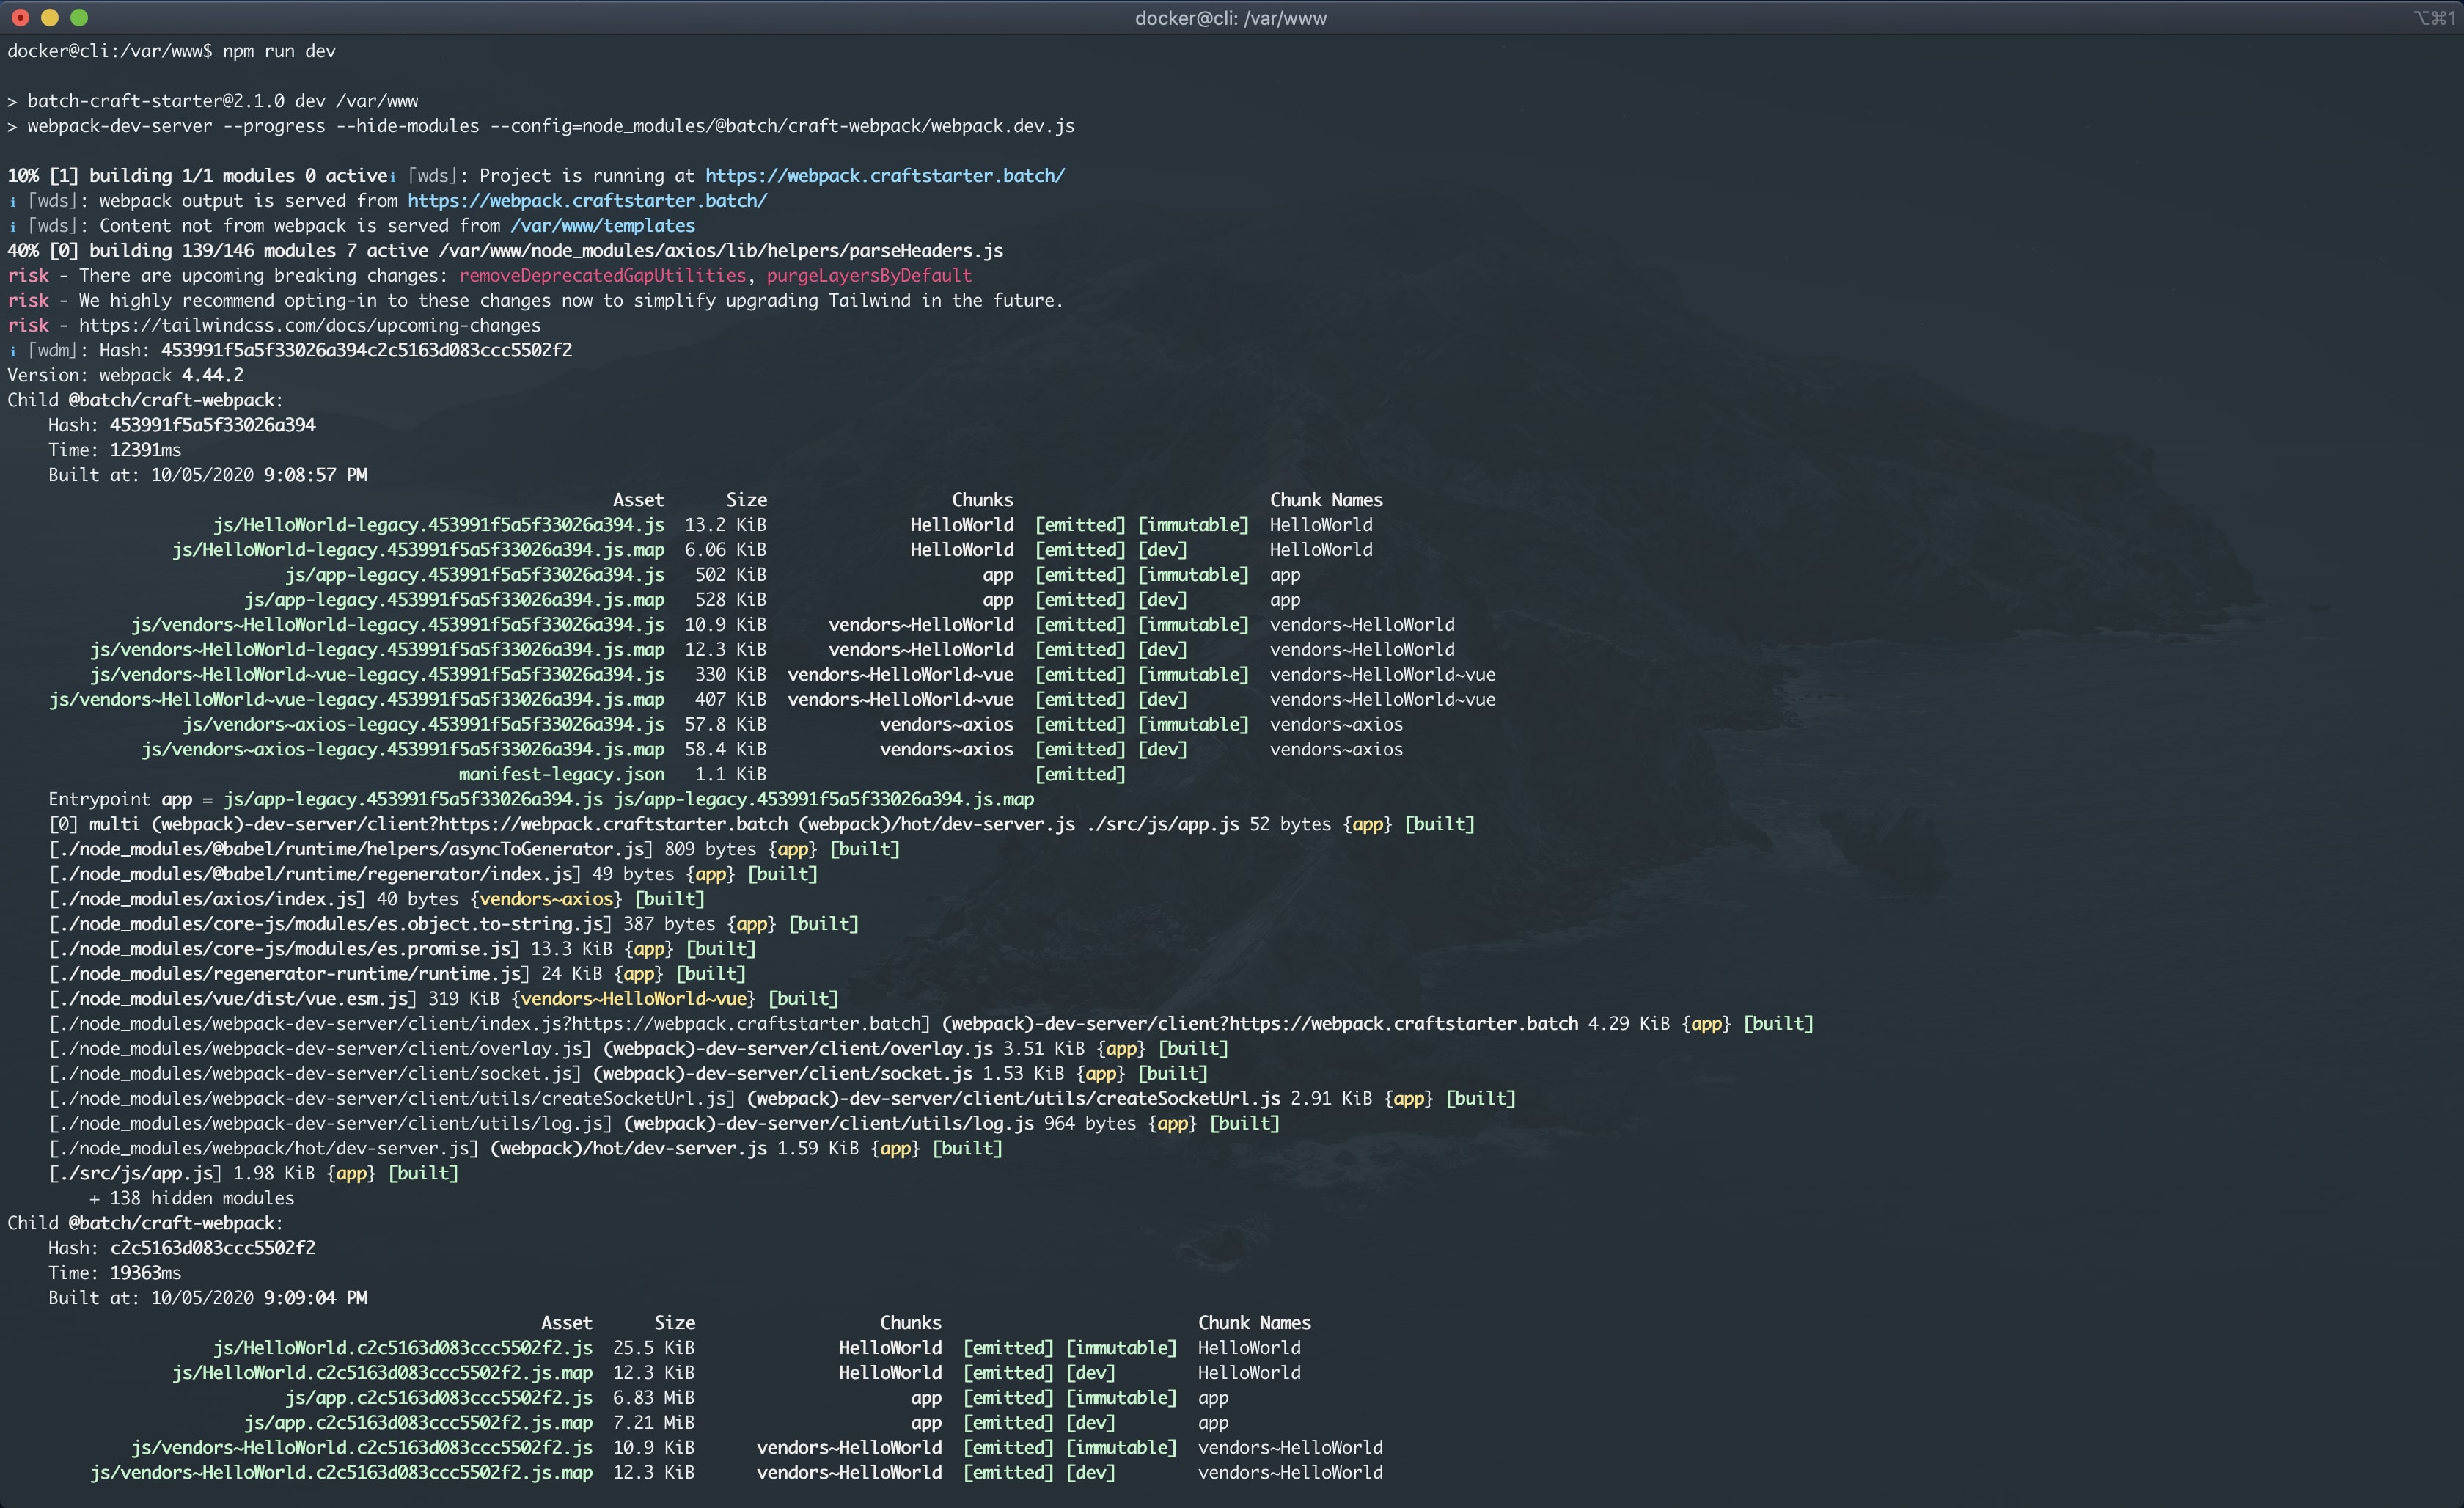 docker@cli: /var/www
⌥⌘1
docker@cli:/var/www$ npm run dev
> batch-craft-starter@2.1.0 dev /var/www
> webpack-dev-server --progress --hide-modules --config=node_modules/@batch/craft-webpack/webpack.dev.js
10% [1] building 1/1 modules 0 activeℹ ｢wds｣: Project is running at https://webpack.craftstarter.batch/
ℹ ｢wds｣: webpack output is served from https://webpack.craftstarter.batch/
ℹ ｢wds｣: Content not from webpack is served from /var/www/templates
40% [0] building 139/146 modules 7 active /var/www/node_modules/axios/lib/helpers/parseHeaders.js
risk - There are upcoming breaking changes: removeDeprecatedGapUtilities, purgeLayersByDefault
risk - We highly recommend opting-in to these changes now to simplify upgrading Tailwind in the future.
risk - https://tailwindcss.com/docs/upcoming-changes
ℹ ｢wdm｣: Hash: 453991f5a5f33026a394c2c5163d083ccc5502f2
Version: webpack 4.44.2
Child @batch/craft-webpack:
Hash: 453991f5a5f33026a394
Time: 12391ms
Built at: 10/05/2020 9:08:57 PM
Asset Size Chunks Chunk Names
js/HelloWorld-legacy.453991f5a5f33026a394.js 13.2 KiB HelloWorld [emitted] [immutable] HelloWorld
js/HelloWorld-legacy.453991f5a5f33026a394.js.map 6.06 KiB HelloWorld [emitted] [dev] HelloWorld
js/app-legacy.453991f5a5f33026a394.js 502 KiB app [emitted] [immutable] app
js/app-legacy.453991f5a5f33026a394.js.map 528 KiB app [emitted] [dev] app
js/vendors~HelloWorld-legacy.453991f5a5f33026a394.js 10.9 KiB vendors~HelloWorld [emitted] [immutable] vendors~HelloWorld
js/vendors~HelloWorld-legacy.453991f5a5f33026a394.js.map 12.3 KiB vendors~HelloWorld [emitted] [dev] vendors~HelloWorld
js/vendors~HelloWorld~vue-legacy.453991f5a5f33026a394.js 330 KiB vendors~HelloWorld~vue [emitted] [immutable] vendors~HelloWorld~vue
js/vendors~HelloWorld~vue-legacy.453991f5a5f33026a394.js.map 407 KiB vendors~HelloWorld~vue [emitted] [dev] vendors~HelloWorld~vue
js/vendors~axios-legacy.453991f5a5f33026a394.js 57.8 KiB vendors~axios [emitted] [immutable] vendors~axios
js/vendors~axios-legacy.453991f5a5f33026a394.js.map 58.4 KiB vendors~axios [emitted] [dev] vendors~axios
manifest-legacy.json 1.1 KiB [emitted]
Entrypoint app = js/app-legacy.453991f5a5f33026a394.js js/app-legacy.453991f5a5f33026a394.js.map
[0] multi (webpack)-dev-server/client?https://webpack.craftstarter.batch (webpack)/hot/dev-server.js ./src/js/app.js 52 bytes {app} [built]
[./node_modules/@babel/runtime/helpers/asyncToGenerator.js] 809 bytes {app} [built]
[./node_modules/@babel/runtime/regenerator/index.js] 49 bytes {app} [built]
[./node_modules/axios/index.js] 40 bytes {vendors~axios} [built]
[./node_modules/core-js/modules/es.object.to-string.js] 387 bytes {app} [built]
[./node_modules/core-js/modules/es.promise.js] 13.3 KiB {app} [built]
[./node_modules/regenerator-runtime/runtime.js] 24 KiB {app} [built]
[./node_modules/vue/dist/vue.esm.js] 319 KiB {vendors~HelloWorld~vue} [built]
[./node_modules/webpack-dev-server/client/index.js?https://webpack.craftstarter.batch] (webpack)-dev-server/client?https://webpack.craftstarter.batch 4.29 KiB {app} [built]
[./node_modules/webpack-dev-server/client/overlay.js] (webpack)-dev-server/client/overlay.js 3.51 KiB {app} [built]
[./node_modules/webpack-dev-server/client/socket.js] (webpack)-dev-server/client/socket.js 1.53 KiB {app} [built]
[./node_modules/webpack-dev-server/client/utils/createSocketUrl.js] (webpack)-dev-server/client/utils/createSocketUrl.js 2.91 KiB {app} [built]
[./node_modules/webpack-dev-server/client/utils/log.js] (webpack)-dev-server/client/utils/log.js 964 bytes {app} [built]
[./node_modules/webpack/hot/dev-server.js] (webpack)/hot/dev-server.js 1.59 KiB {app} [built]
[./src/js/app.js] 1.98 KiB {app} [built]
+ 138 hidden modules
Child @batch/craft-webpack:
Hash: c2c5163d083ccc5502f2
Time: 19363ms
Built at: 10/05/2020 9:09:04 PM
Asset Size Chunks Chunk Names
js/HelloWorld.c2c5163d083ccc5502f2.js 25.5 KiB HelloWorld [emitted] [immutable] HelloWorld
js/HelloWorld.c2c5163d083ccc5502f2.js.map 12.3 KiB HelloWorld [emitted] [dev] HelloWorld
js/app.c2c5163d083ccc5502f2.js 6.83 MiB app [emitted] [immutable] app
js/app.c2c5163d083ccc5502f2.js.map 7.21 MiB app [emitted] [dev] app
js/vendors~HelloWorld.c2c5163d083ccc5502f2.js 10.9 KiB vendors~HelloWorld [emitted] [immutable] vendors~HelloWorld
js/vendors~HelloWorld.c2c5163d083ccc5502f2.js.map 12.3 KiB vendors~HelloWorld [emitted] [dev] vendors~HelloWorld